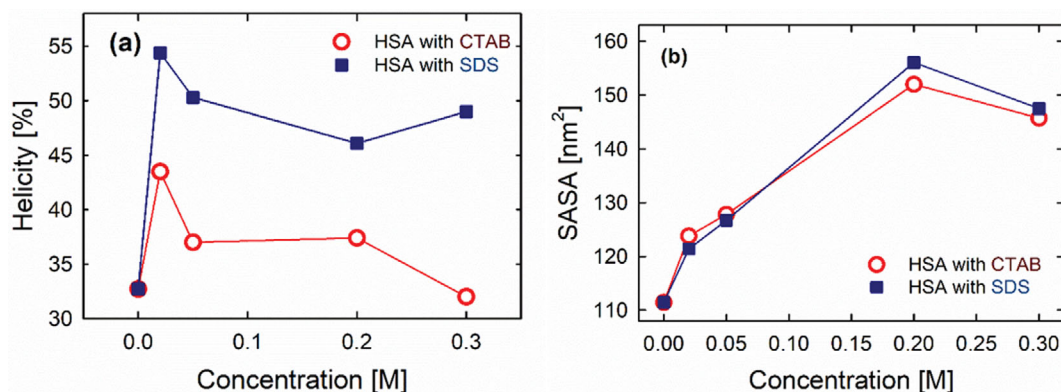 (a)
HSA with CTAB
HSA with SDS
Helicity [%]
55
50
45
40
35
30
0.0
0.1
0.2
0.3
Concentration [M]
(b)
HSA with CTAB
HSA with SDS
SASA [nm²]
160
150
140
130
120
110
0.00
0.05
0.10
0.15
0.20
0.25
0.30
Concentration [M]